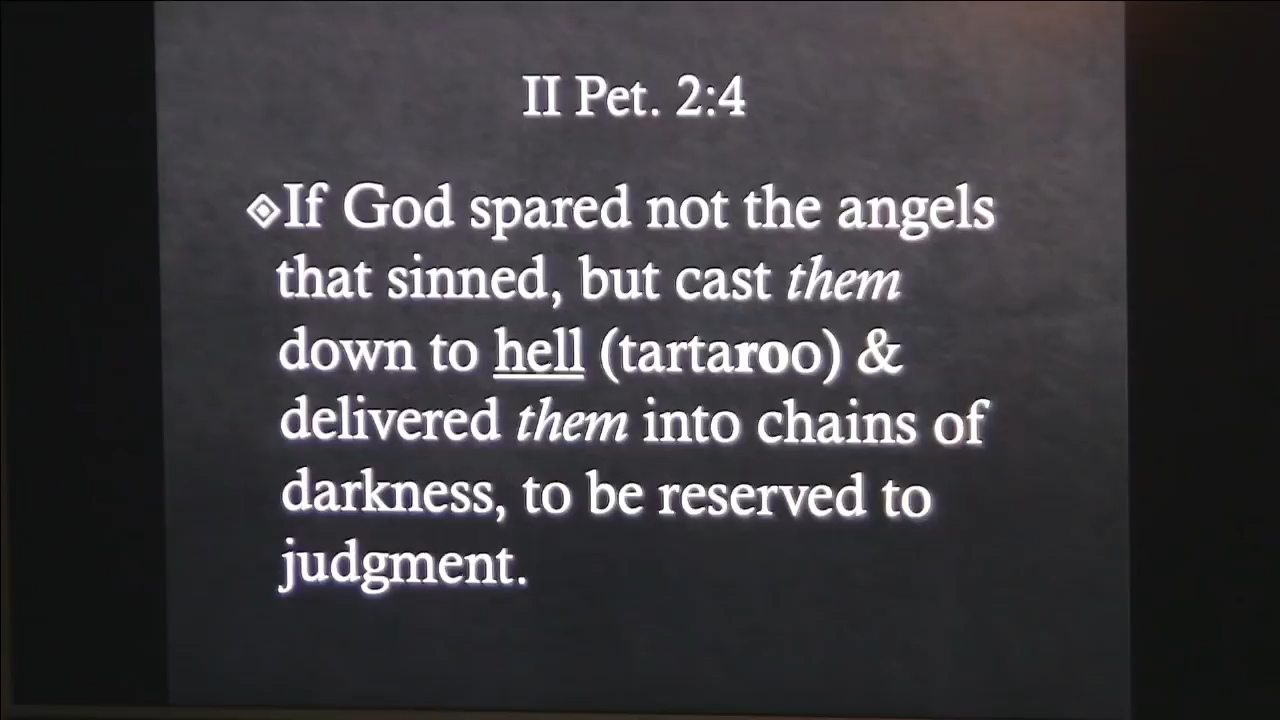 II Pet. 2:4
◈If God spared not the angels
that sinned, but cast them
down to hell (tartaroo) &
delivered them into chains of
darkness, to be reserved to
judgment.